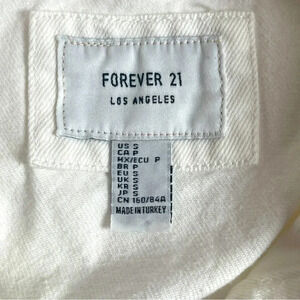 FOREVER 21
LOS ANGELES
US S
CA P
MX/ECU P
BR P
EU S
UK S
KR S
JP S
CN 160/84A
MADE IN TURKEY